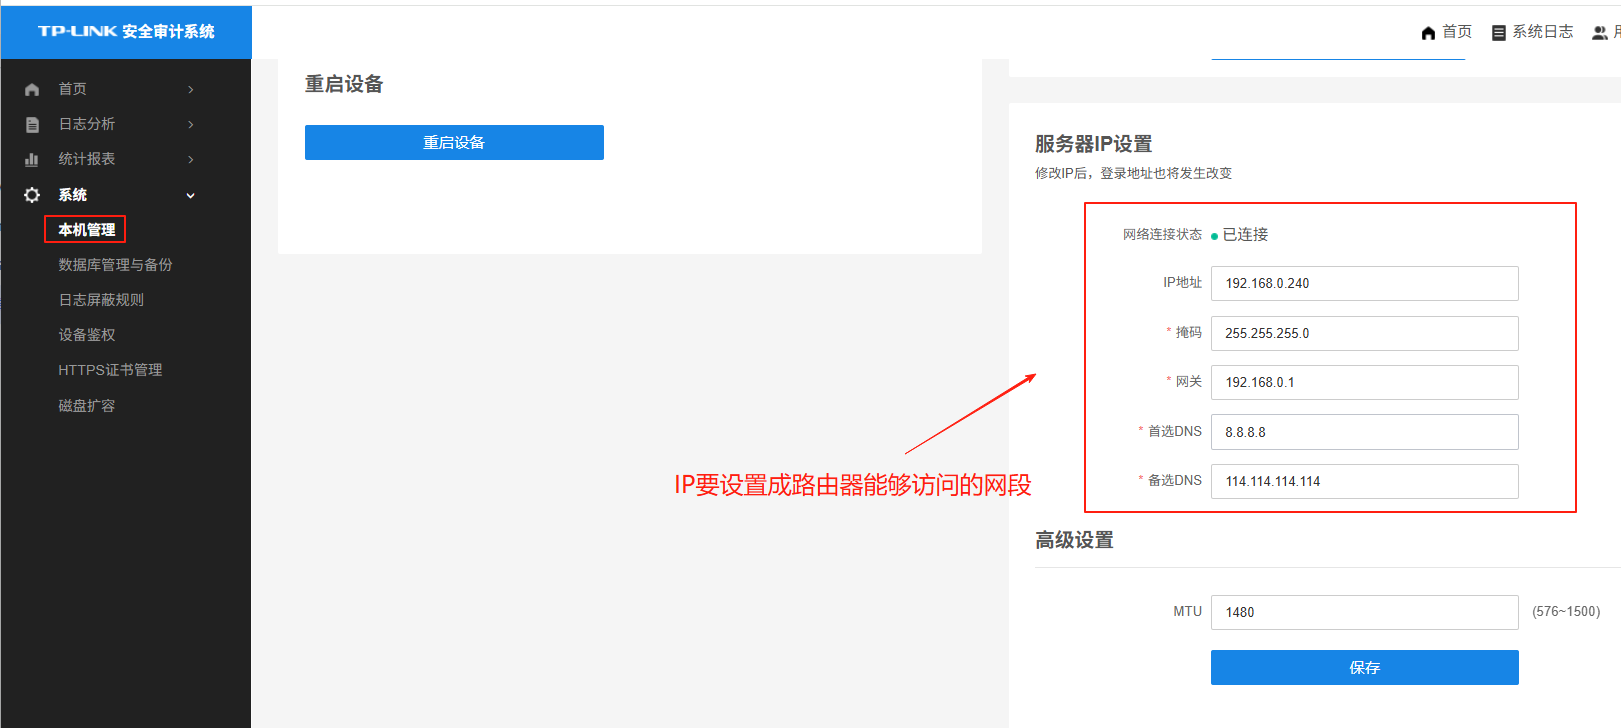 TP-LINK 安全审计系统
首页
系统日志
首页
日志分析
统计报表
系统
本机管理
数据库管理与备份
日志屏蔽规则
设备鉴权
HTTPS证书管理
磁盘扩容
重启设备
重启设备
服务器IP设置
修改IP后，登录地址也将发生改变
网络连接状态 已连接
IP地址 192.168.0.240
* 掩码 255.255.255.0
* 网关 192.168.0.1
* 首选DNS 8.8.8.8
* 备选DNS 114.114.114.114
IP要设置成路由器能够访问的网段
高级设置
MTU 1480 (576~1500)
保存